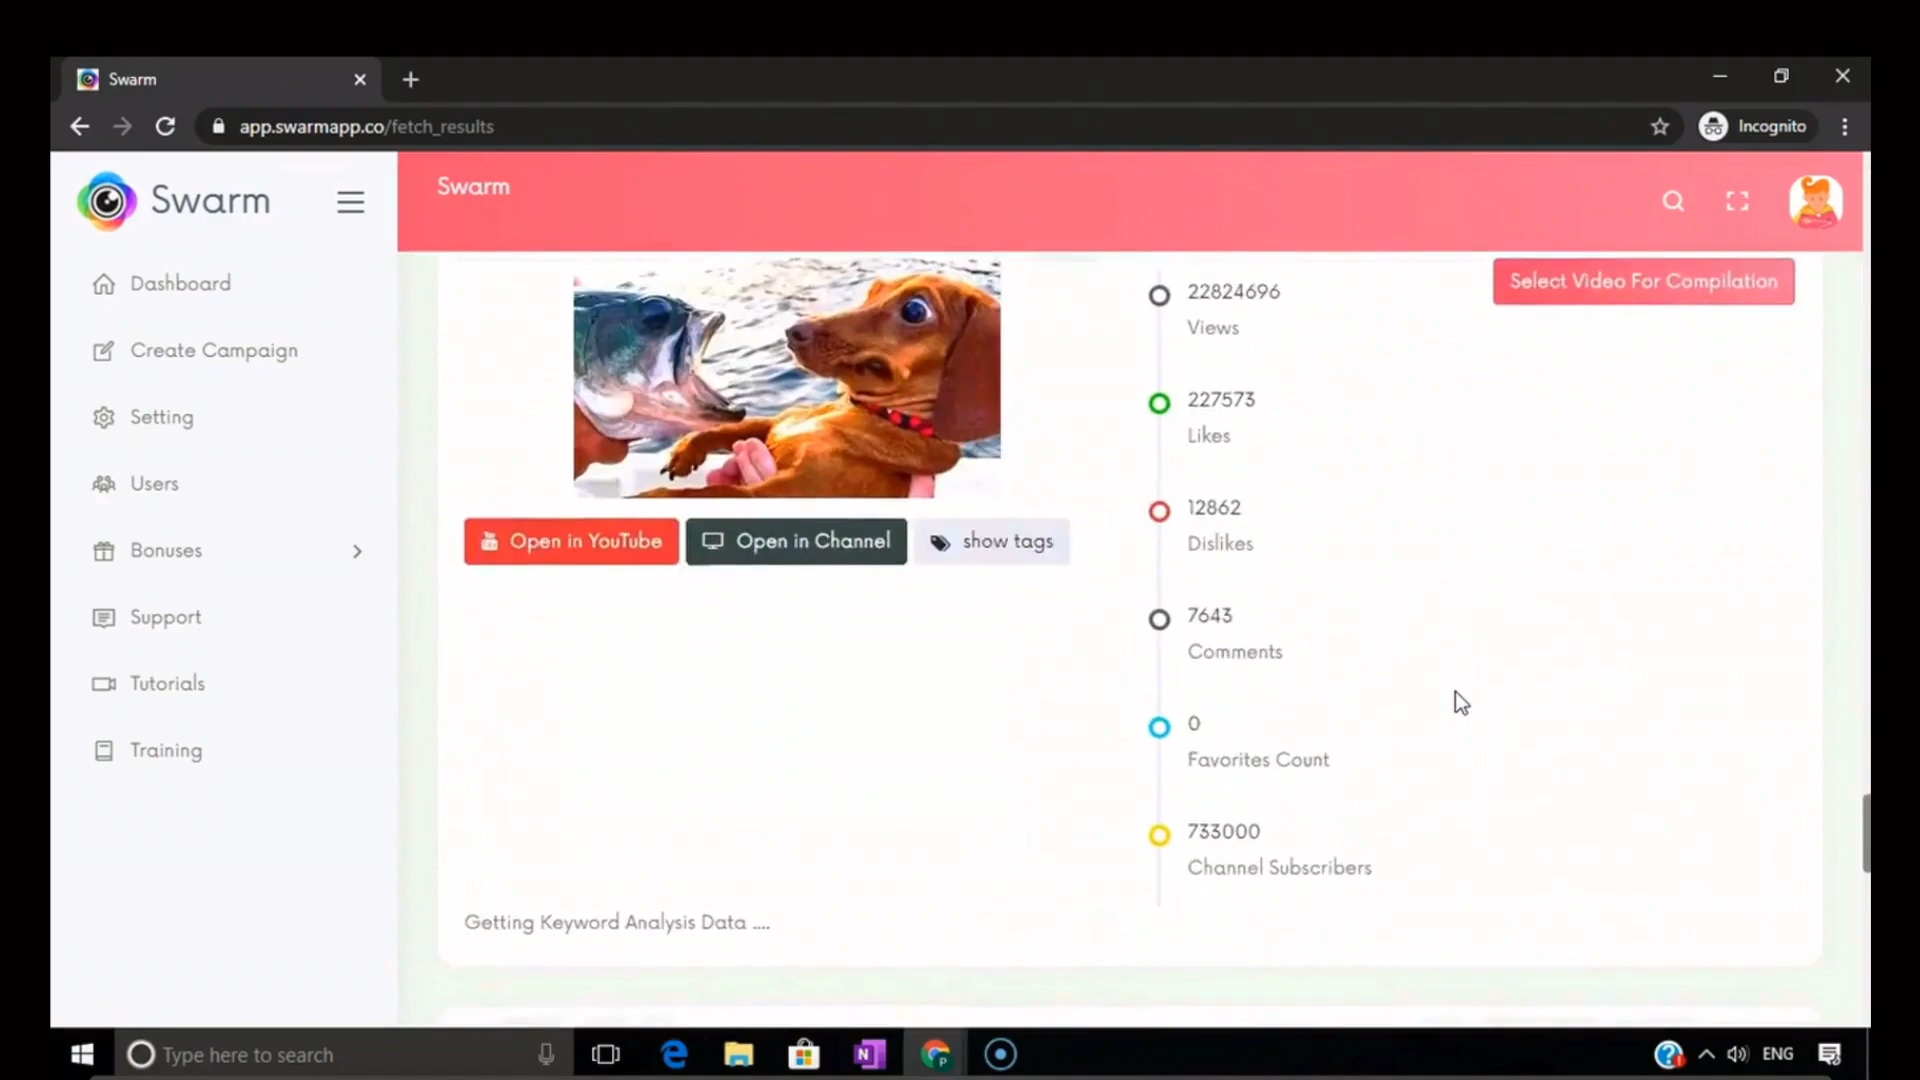 Swarm
app.swarmapp.co/fetch_results
Incognito
Swarm
Swarm
Dashboard
Create Campaign
Setting
Users
Bonuses
Support
Tutorials
Training
Select Video For Compilation
22824696
Views
227573
Likes
12862
Dislikes
7643
Comments
0
Favorites Count
733000
Channel Subscribers
Open in YouTube
Open in Channel
show tags
Getting Keyword Analysis Data ....
Type here to search
ENG